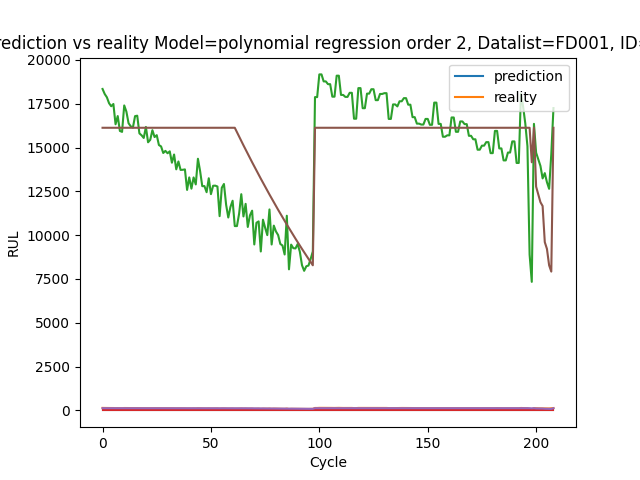 rediction vs reality Model=polynomial regression order 2, Datalist=FD001, ID=
20000
17500
15000
12500
10000
7500
5000
2500
0
RUL
prediction
reality
0 50 100 150 200
Cycle